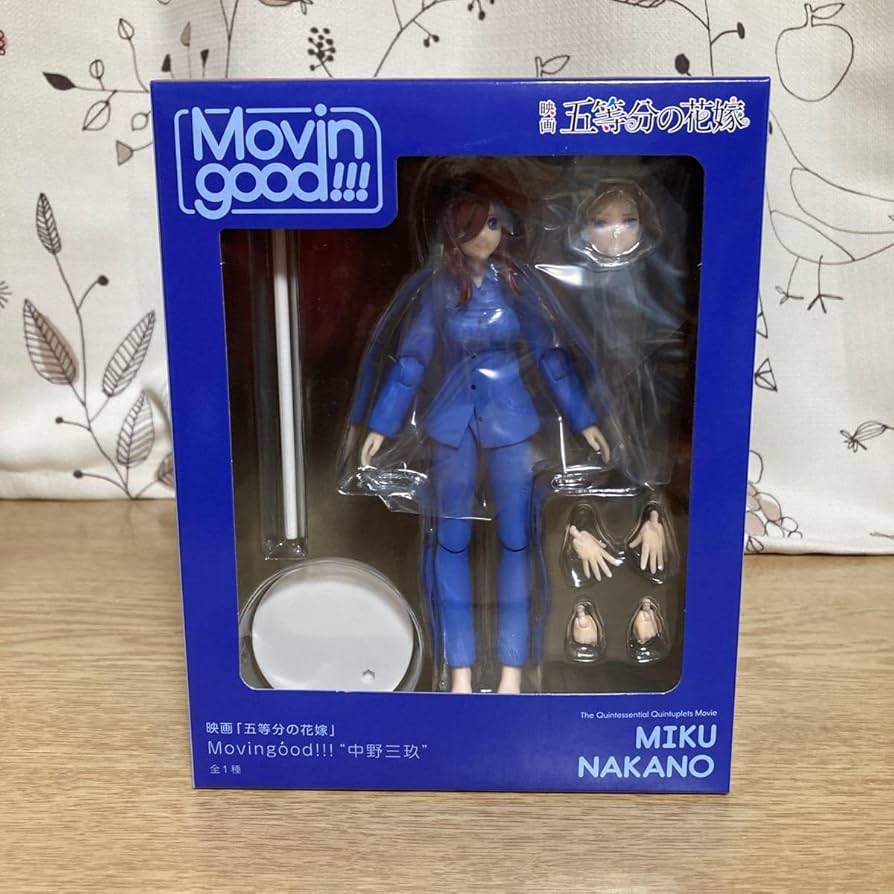 Movin
good!!!
映画 五等分の花嫁
映画「五等分の花嫁」
Movingood!!! “中野三玖”
全1種
The Quintessential Quintuplets Movie
MIKU
NAKANO